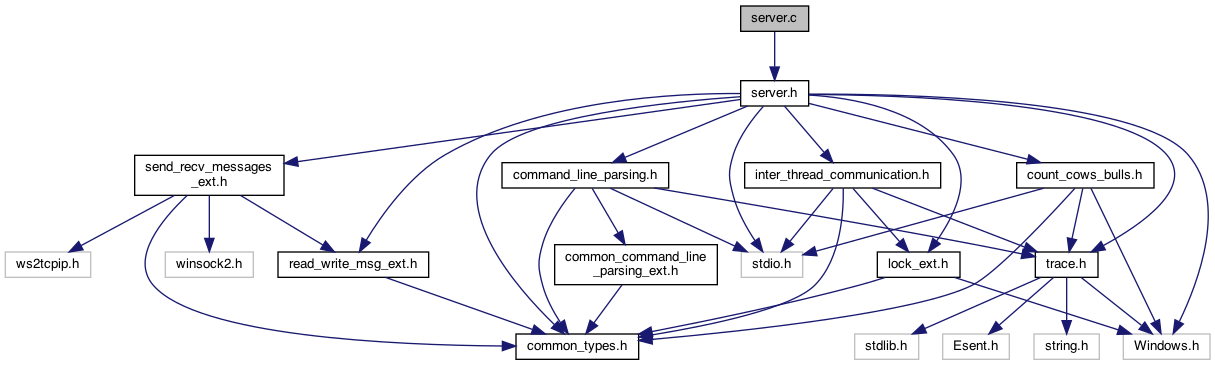 server.c
server.h
send_recv_messages
_ext.h
command_line_parsing.h
inter_thread_communication.h
count_cows_bulls.h
ws2tcpip.h
winsock2.h
read_write_msg_ext.h
common_command_line
_parsing_ext.h
stdio.h
lock_ext.h
trace.h
common_types.h
stdlib.h
Esent.h
string.h
Windows.h